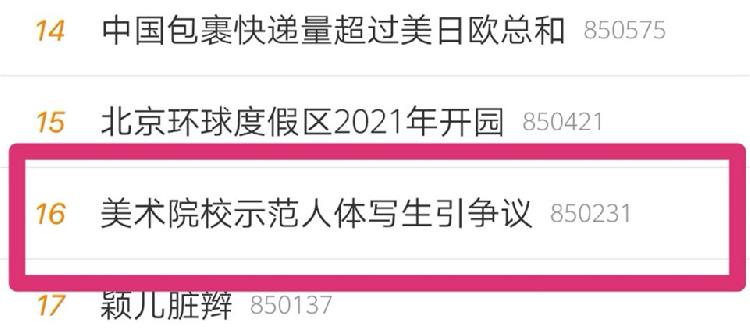 14 中国包裹快递量超过美日欧总和 850575
15 北京环球度假区2021年开园 850421
16 美术院校示范人体写生引争议 850231
17 颖儿脏辫 850137